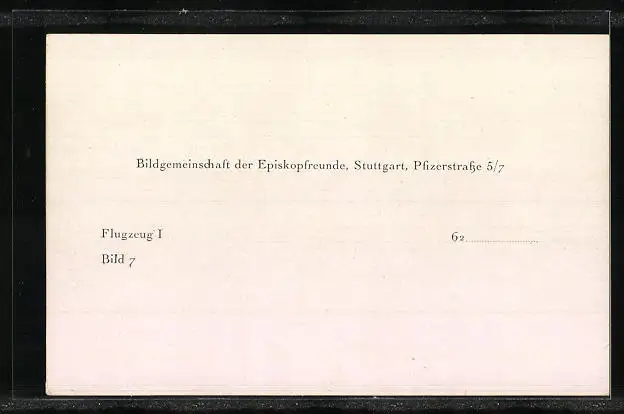 Bildgemeinschaft der Episkopfreunde, Stuttgart, Pfizerstraße 5/7
Flugzeug I
62....................
Bild 7